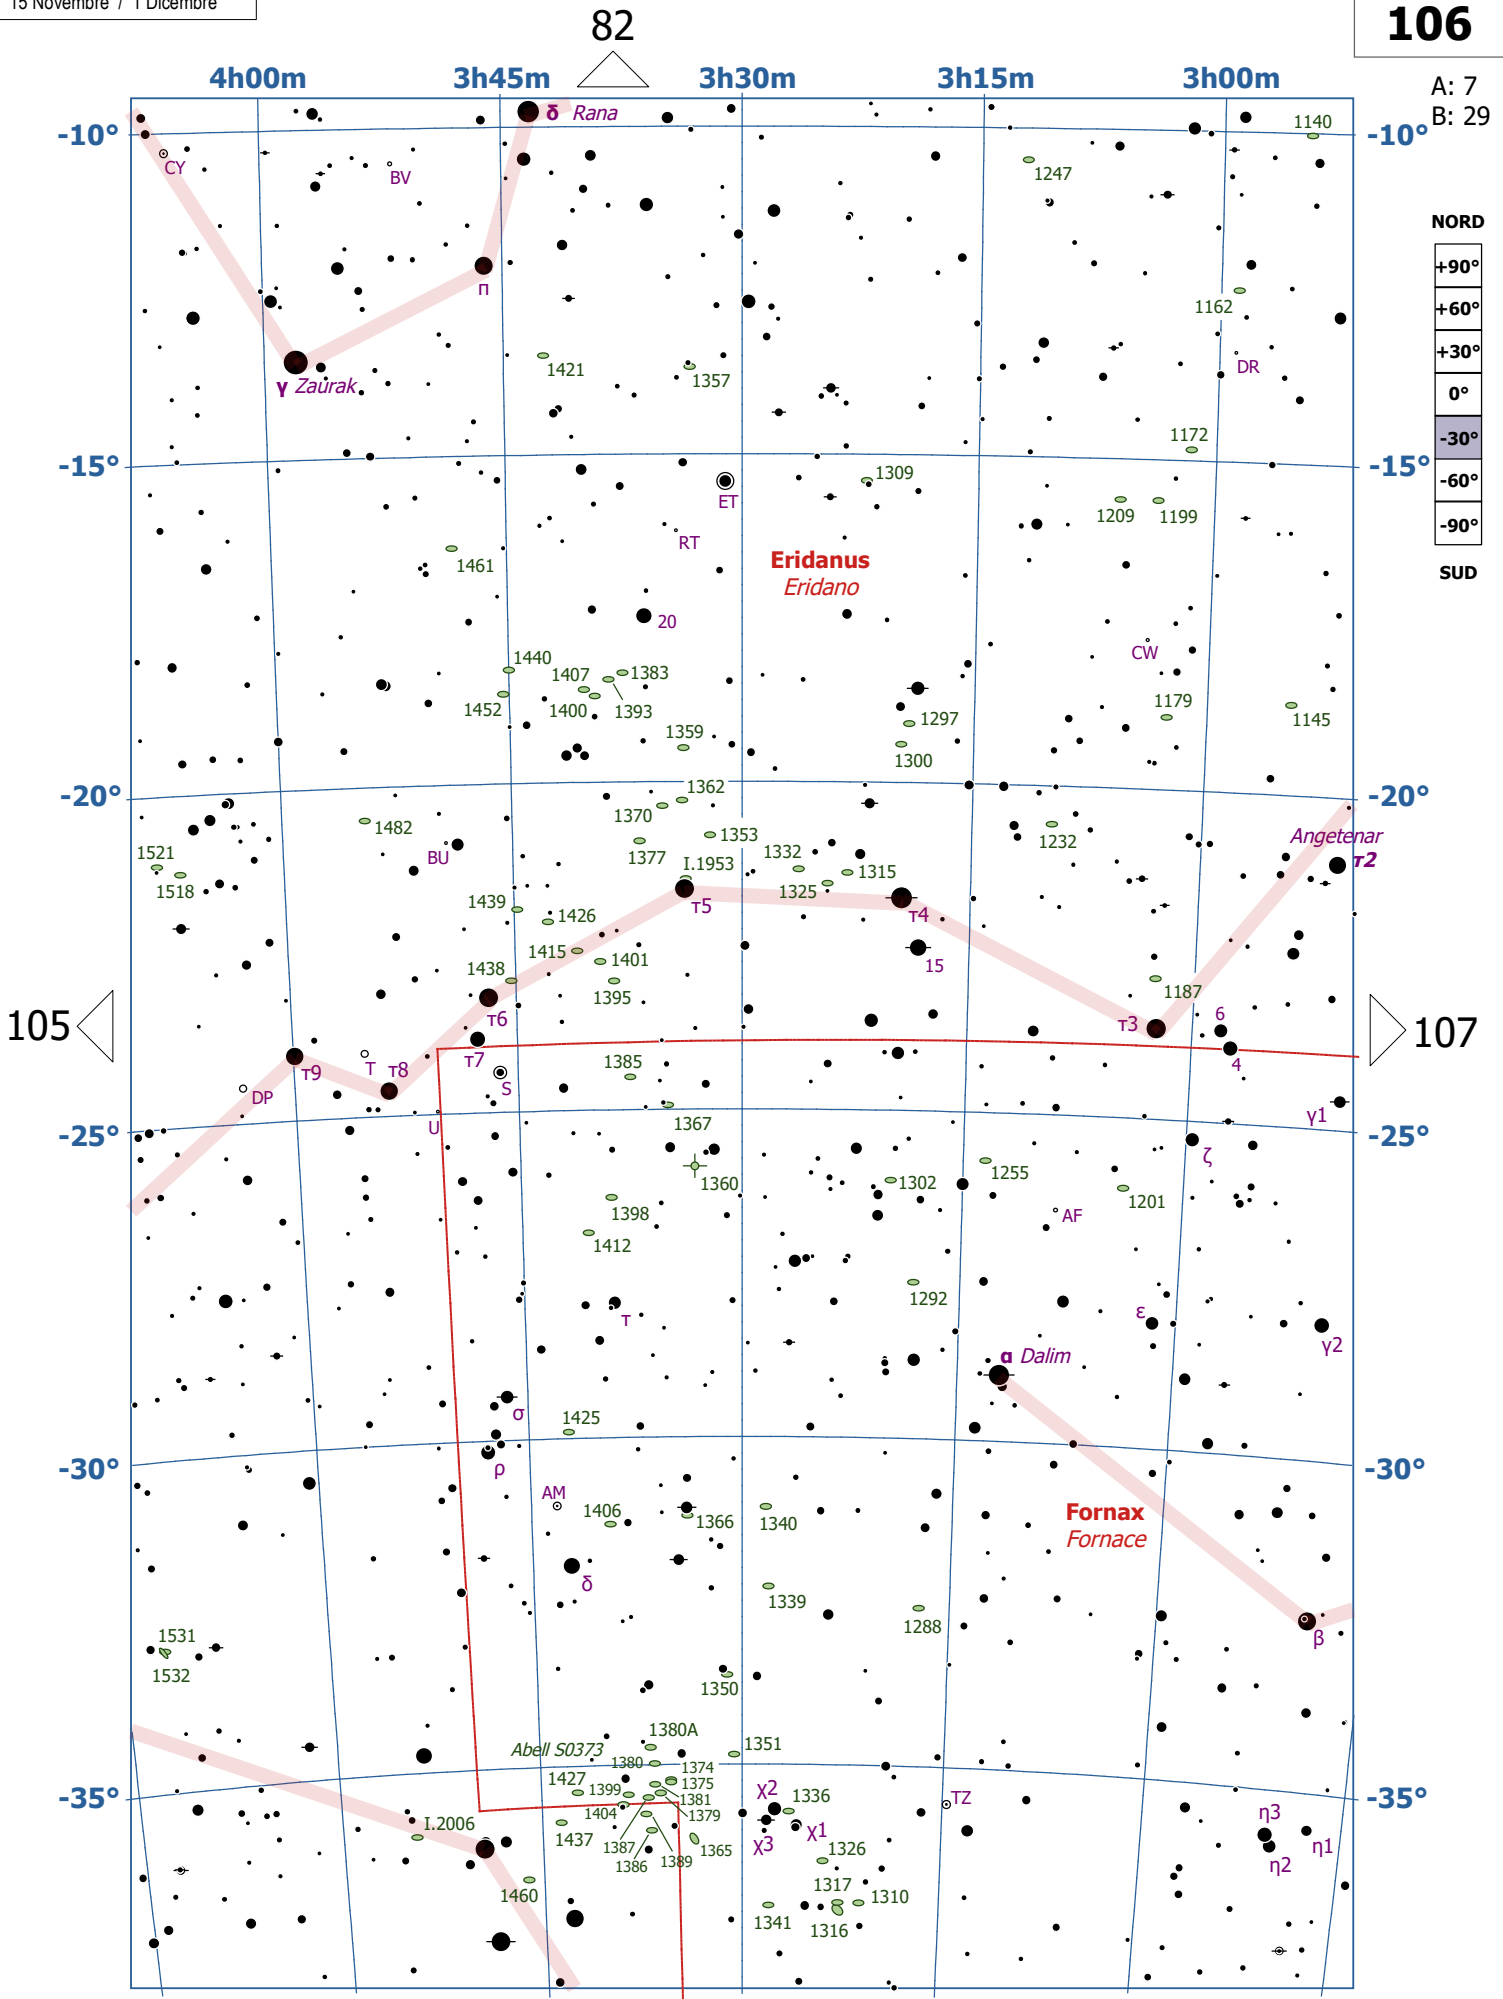 15 Novembre / 1 Dicembre
82
106
4h00m 3h45m 3h30m 3h15m 3h00m
A: 7
B: 29
δ Rana
-10° -10°
1140
CY
BV
1247
NORD
+90°
+60°
+30°
0°
-30°
-60°
-90°
SUD
π
1162
1421
1357
DR
γ Zaurak
1172
-15° -15°
1309
ET
1209 1199
RT
1461
Eridanus
Eridano
20
CW
1440
1407 1383
1452 1400 1393
1179
1145
1297
1359
1300
-20° -20°
1362
1370
1482
1353
1232
Angetenar
τ2
1521
BU
1377
I.1953
1332
1315
1518
1325
1439
1426
τ5
τ4
1415
1401
15
1438
1395
1187
105
τ6
τ3
6
107
τ7
4
τ9
T
τ8
S
1385
DP
γ1
U
1367
-25° -25°
ζ
1360
1302
1255
1398
1201
AF
1412
1292
τ
ε
γ2
α Dalim
σ
1425
ρ
-30° -30°
AM
1406
1366
1340
Fornax
Fornace
δ
1339
1288
1531
β
1532
1350
1380A
Abell S0373
1351
1380
1374
1427
1399
1375
-35° -35°
1381
χ2
1336
TZ
1404
1379
η3
I.2006
1437
1387
χ3
χ1
η1
1386
1389
1365
1326
η2
1460
1317
1310
1341
1316